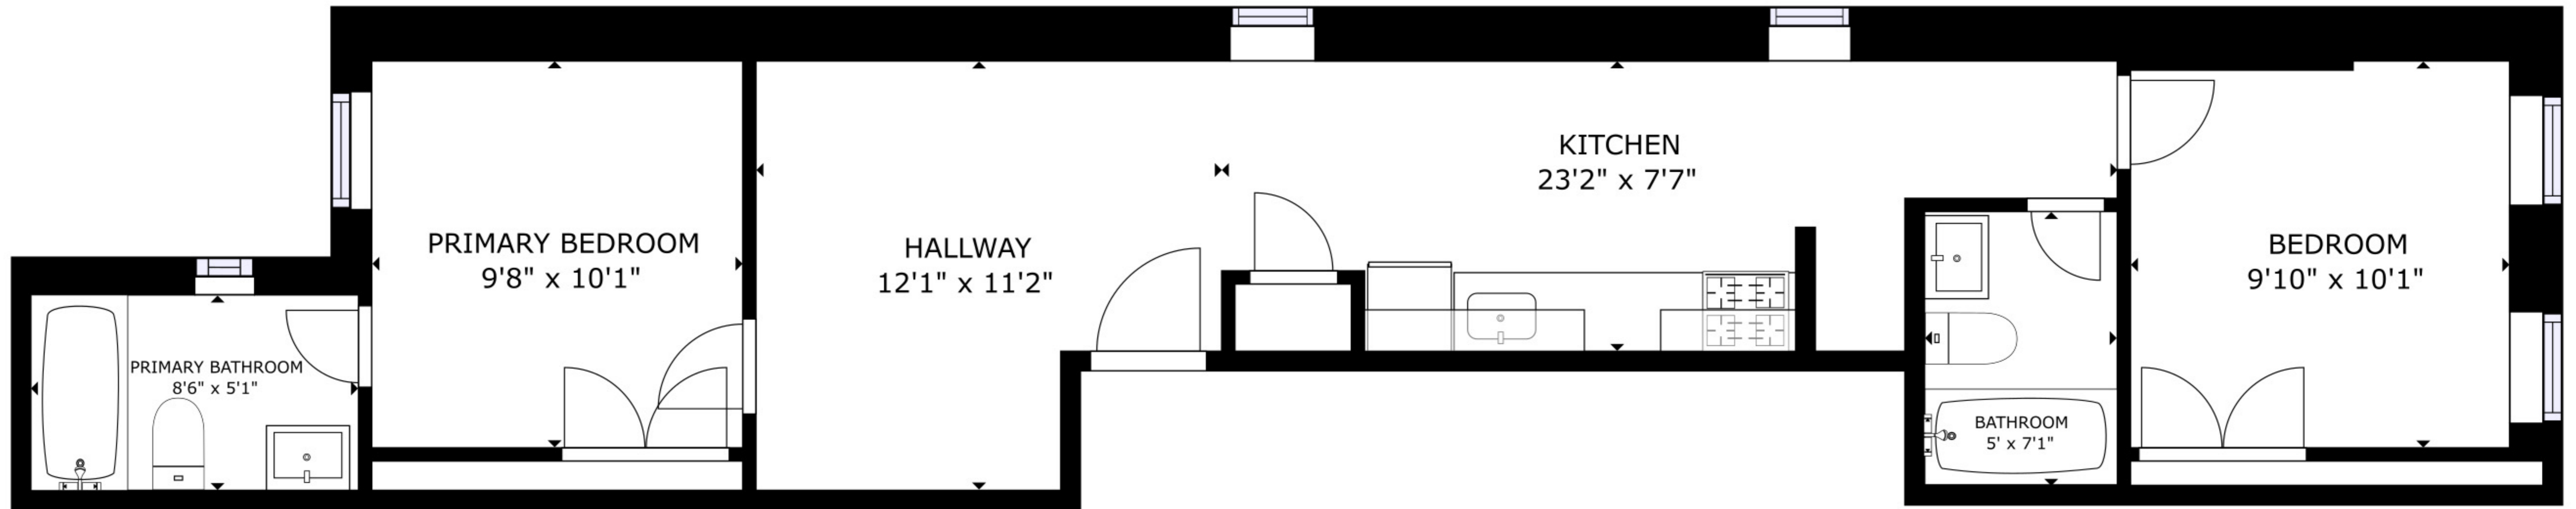 PRIMARY BATHROOM
8'6" x 5'1"
PRIMARY BEDROOM
9'8" x 10'1"
HALLWAY
12'1" x 11'2"
KITCHEN
23'2" x 7'7"
BATHROOM
5' x 7'1"
BEDROOM
9'10" x 10'1"